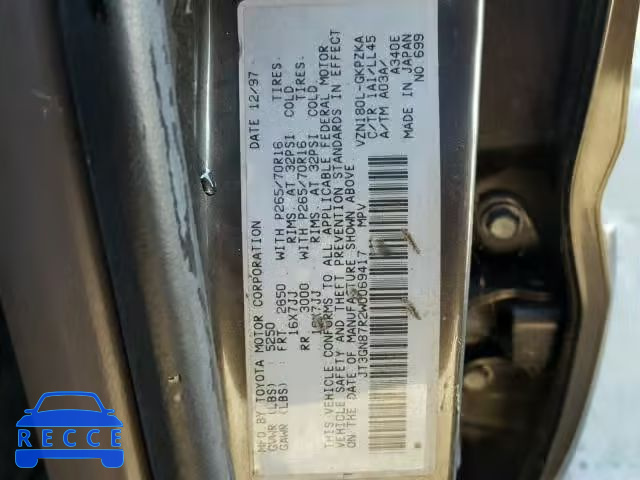 MFD.BY TOYOTA MOTOR CORPORATION DATE 12/97
GVWR (LBS) 5250
GAWR (LBS) FRT 2650 WITH P265/70R16 TIRES.
16X7JJ RIMS. AT 32PSI COLD
RR 3000 WITH P265/70R16 TIRES.
16X7JJ RIMS. AT 32PSI COLD
THIS VEHICLE CONFORMS TO ALL APPLICABLE FEDERAL MOTOR
VEHICLE SAFETY AND THEFT PREVENTION STANDARDS IN EFFECT
ON THE DATE OF MANUFACTURE SHOWN ABOVE.
JT3GN87R2W0069417 MPV
VZN180L-GKPZKA
C/TR 1A1/LL45
A/TM A03A/ A340E
MADE IN JAPAN
NO 699
RECCE